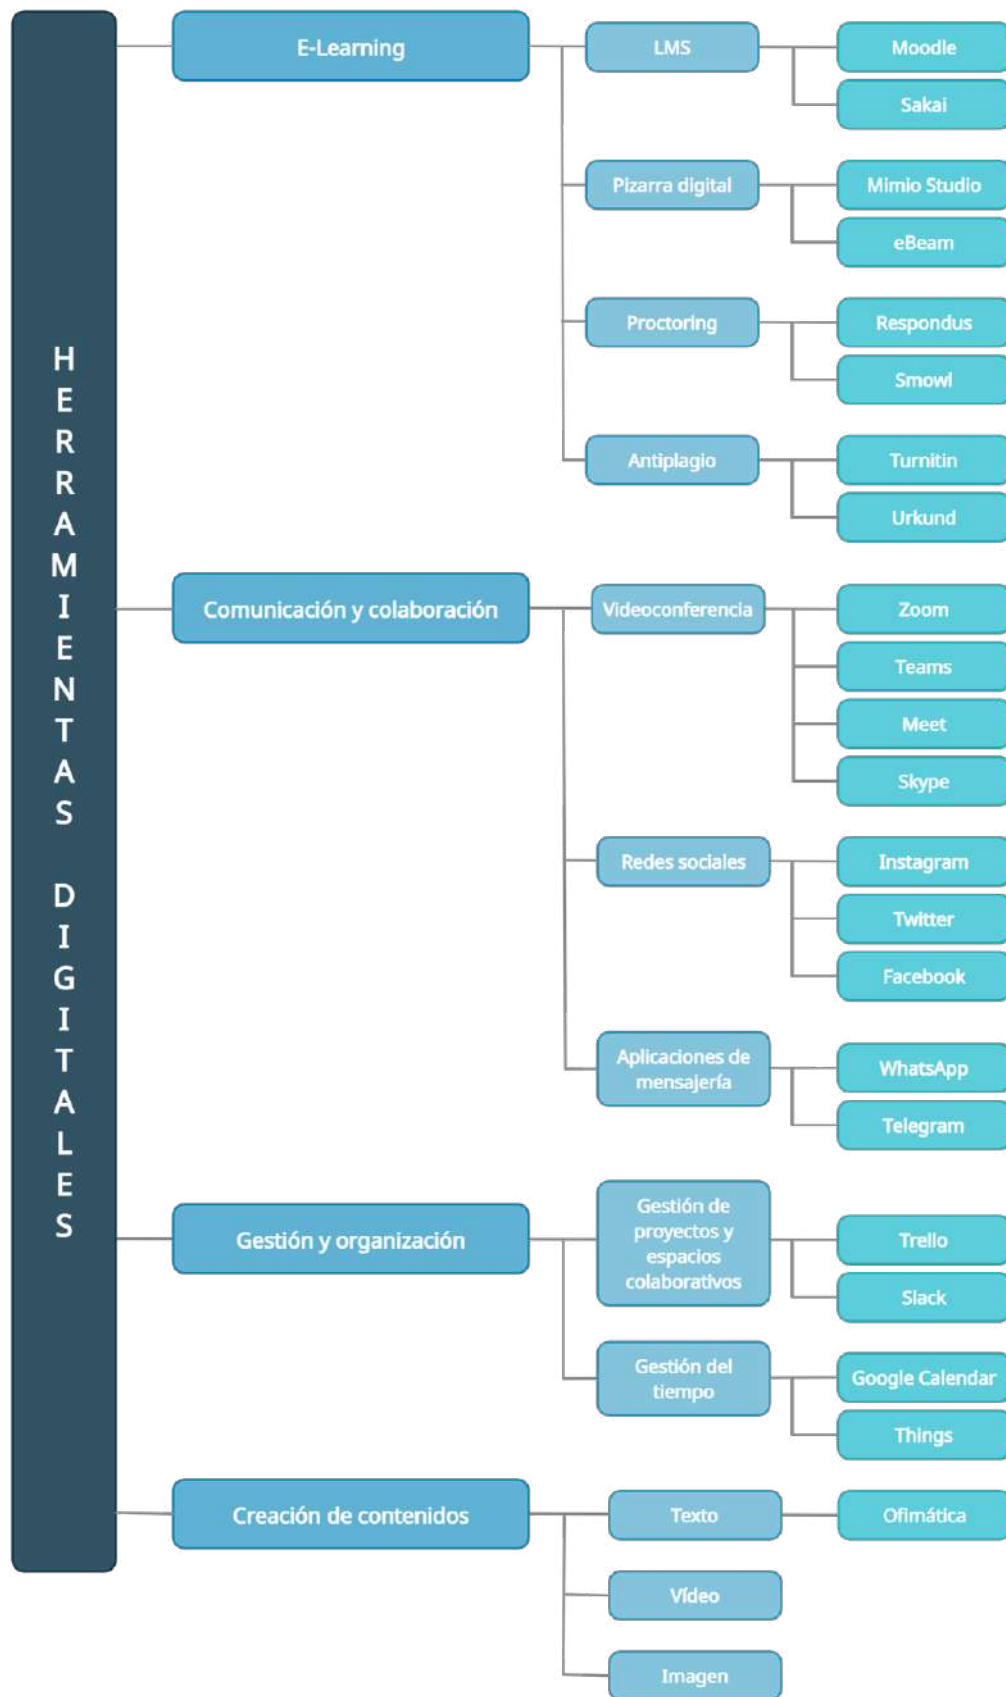 HERRAMIENTAS DIGITALES
E-Learning
LMS
Moodle
Sakai
Pizarra digital
Mimio Studio
eBeam
Proctoring
Respondus
Smowl
Antiplagio
Turnitin
Urkund
Comunicación y colaboración
Videoconferencia
Zoom
Teams
Meet
Skype
Redes sociales
Instagram
Twitter
Facebook
Aplicaciones de
mensajería
WhatsApp
Telegram
Gestión y organización
Gestión de
proyectos y
espacios
colaborativos
Trello
Slack
Gestión del
tiempo
Google Calendar
Things
Creación de contenidos
Texto
Ofimática
Vídeo
Imagen